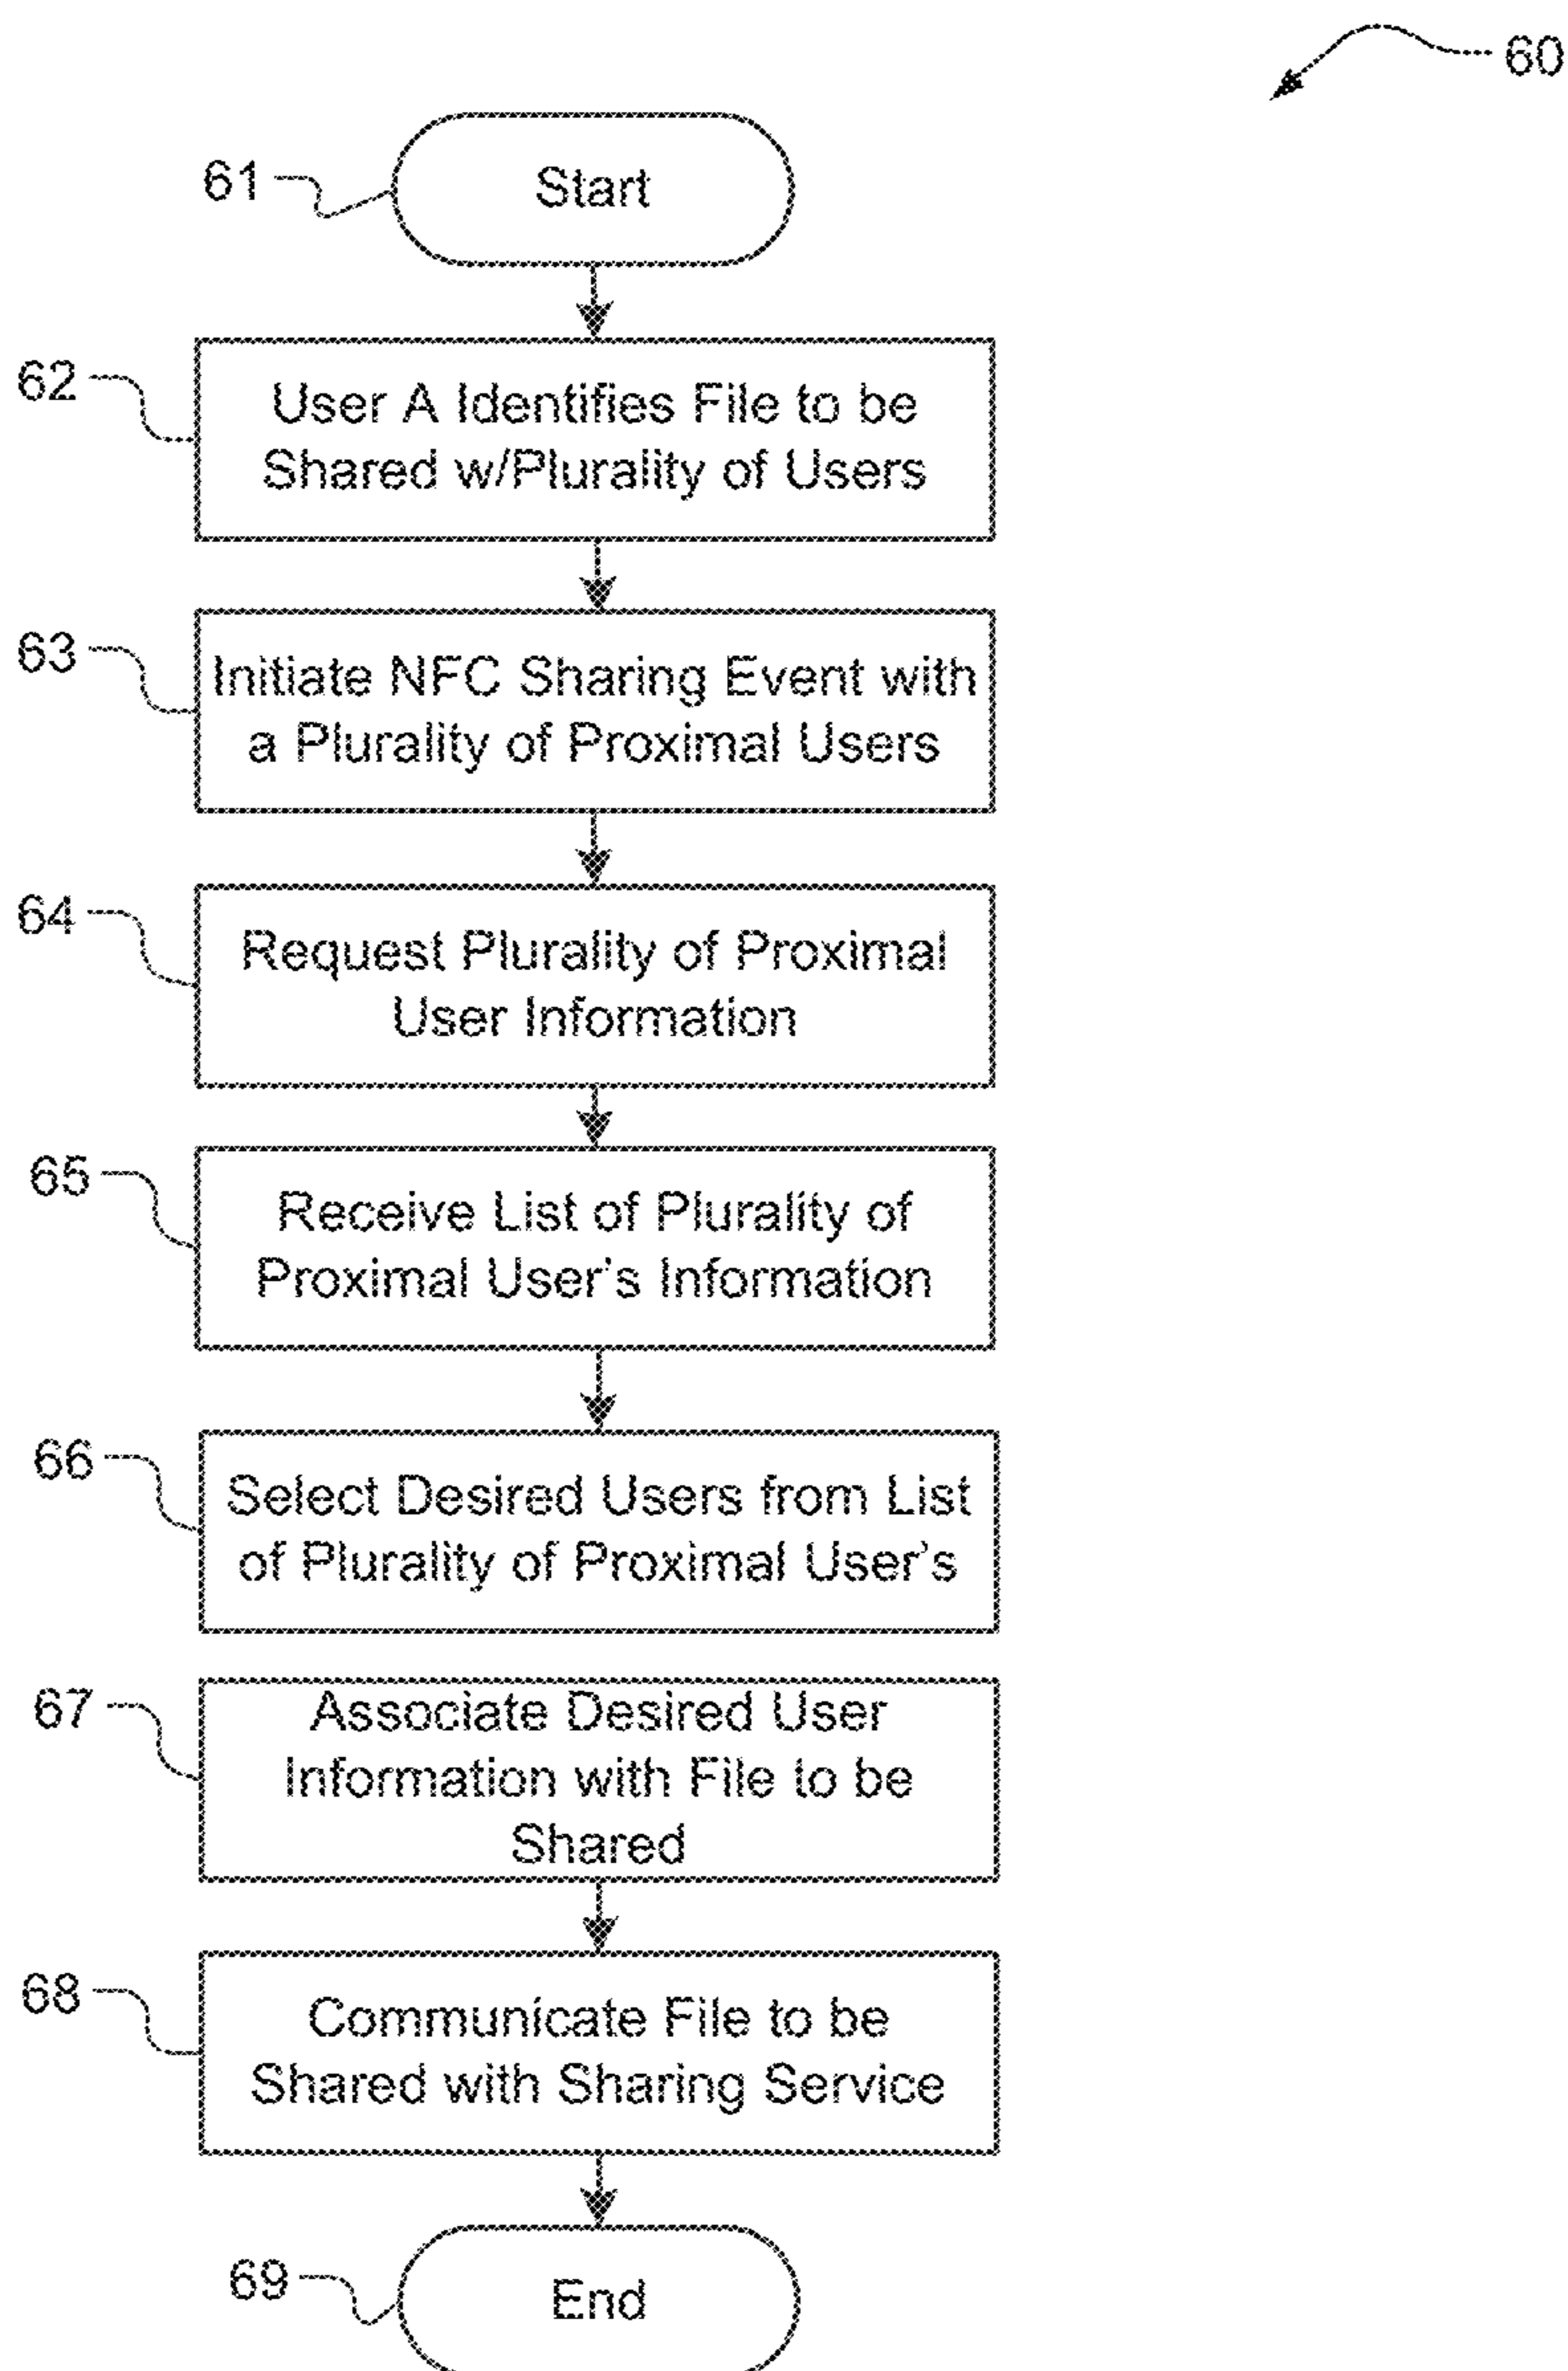 60
61
Start
62
User A Identifies File to be
Shared w/Plurality of Users
63
Initiate NFC Sharing Event with
a Plurality of Proximal Users
64
Request Plurality of Proximal
User Information
65
Receive List of Plurality of
Proximal User's Information
66
Select Desired Users from List
of Plurality of Proximal User's
67
Associate Desired User
Information with File to be
Shared
68
Communicate File to be
Shared with Sharing Service
69
End